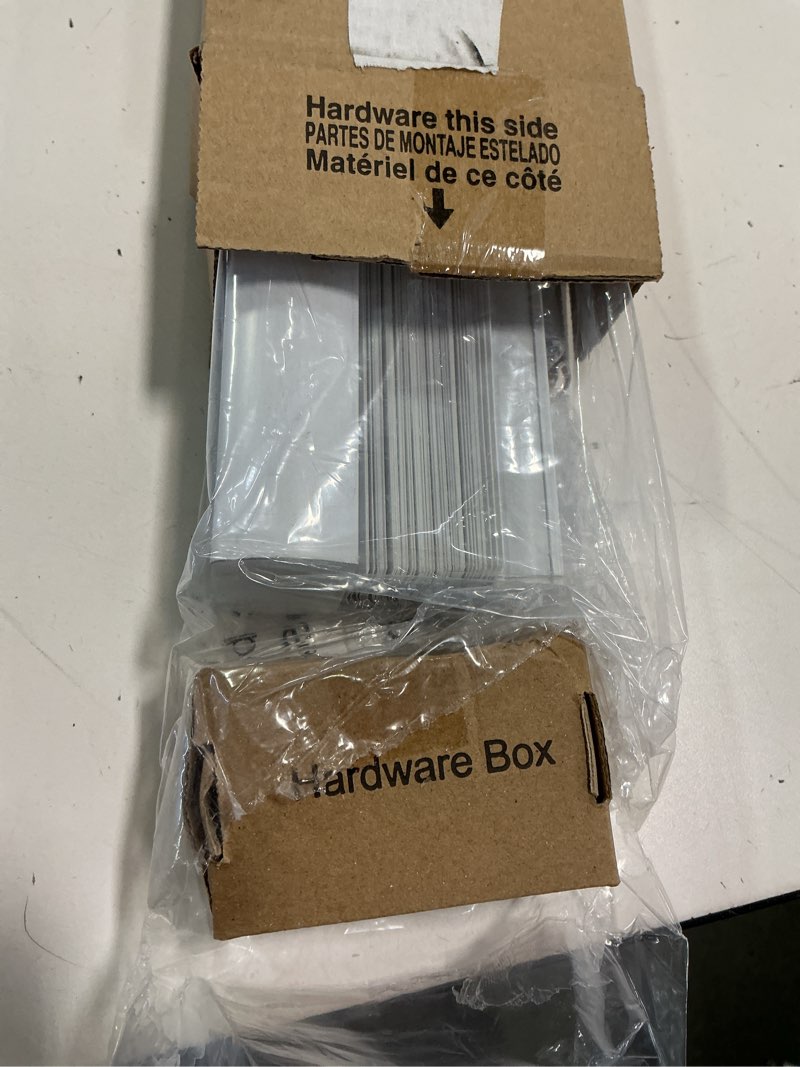 Hardware this side
PARTES DE MONTAJE ESTELADO
Matériel de ce côté
Hardware Box